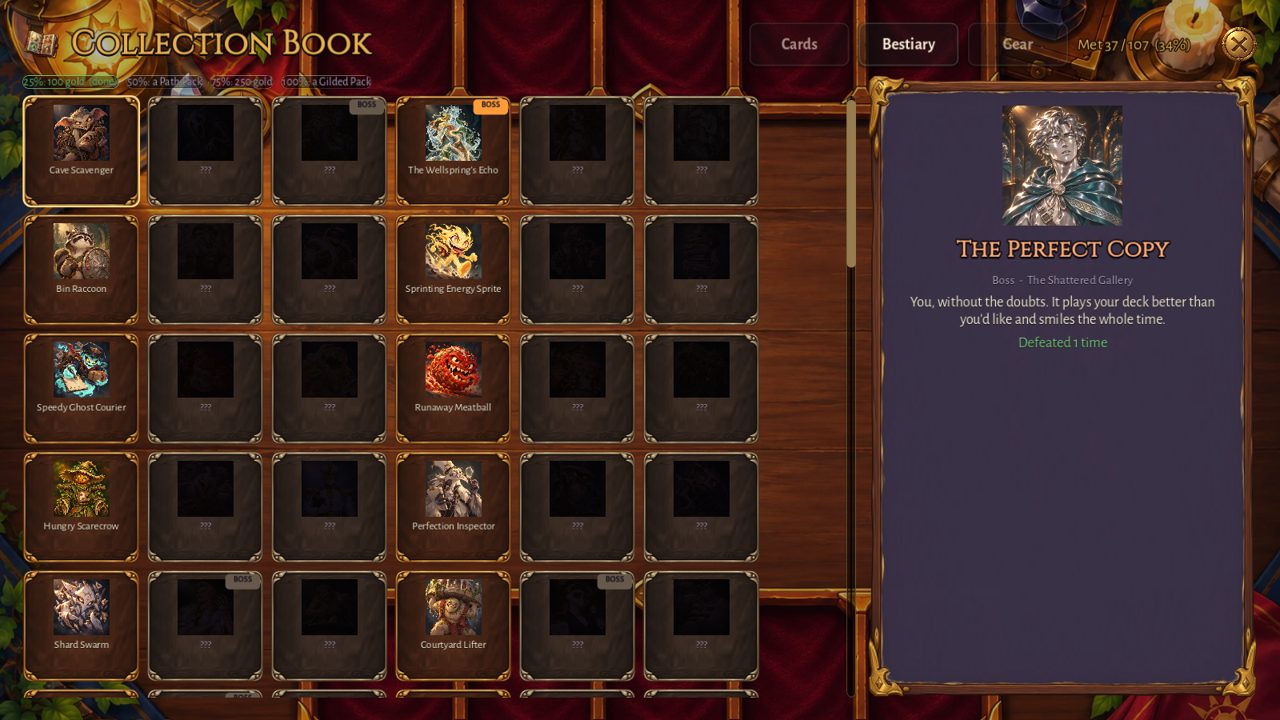 Collection Book
Cards
Bestiary
Gear
Met 37 / 107 (34%)
25%: 100 gold (done) 50%: a Path Pack 75%: 250 gold 100%: a Gilded Pack
Cave Scavenger
???
BOSS
???
BOSS
The Wellspring's Echo
???
???
Bin Raccoon
???
???
Sprinting Energy Sprite
???
???
Speedy Ghost Courier
???
???
Runaway Meatball
???
???
Hungry Scarecrow
???
???
Perfection Inspector
???
???
Shard Swarm
BOSS
???
???
Courtyard Lifter
BOSS
???
???
BOSS
The Perfect Copy
Boss - The Shattered Gallery
You, without the doubts. It plays your deck better than
you'd like and smiles the whole time.
Defeated 1 time